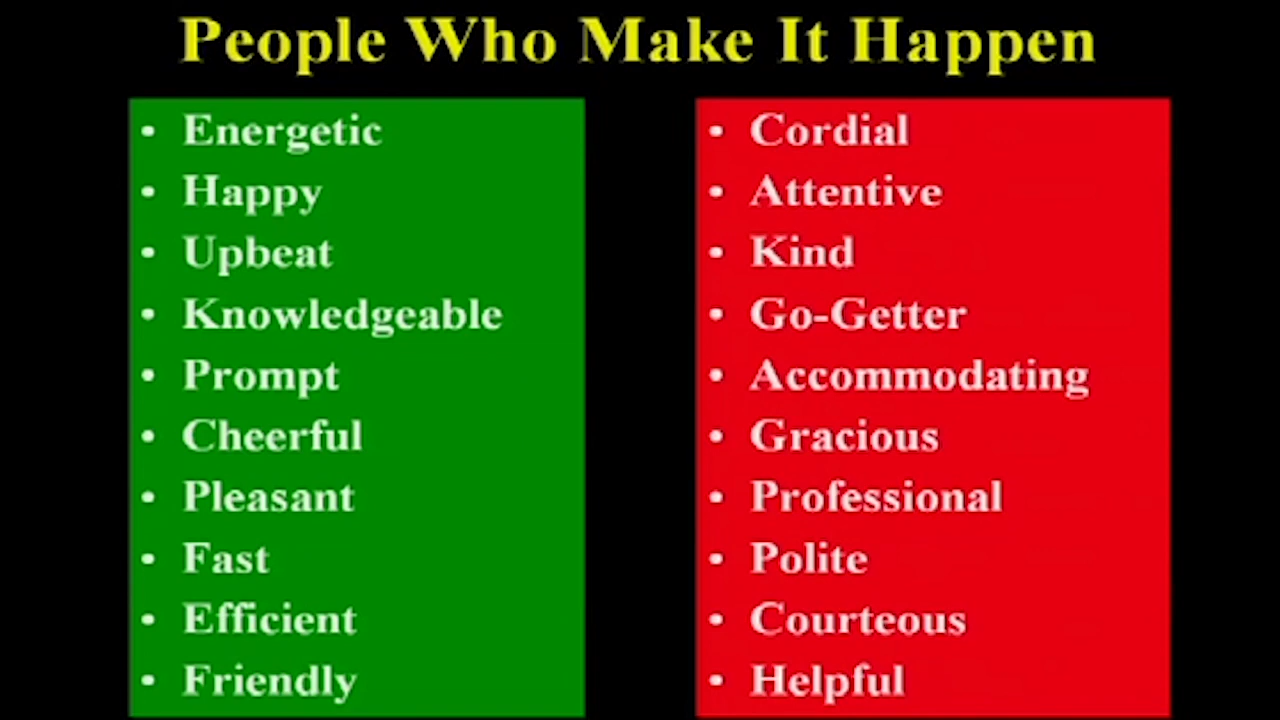 People Who Make It Happen
• Energetic
• Happy
• Upbeat
• Knowledgeable
• Prompt
• Cheerful
• Pleasant
• Fast
• Efficient
• Friendly
• Cordial
• Attentive
• Kind
• Go-Getter
• Accommodating
• Gracious
• Professional
• Polite
• Courteous
• Helpful